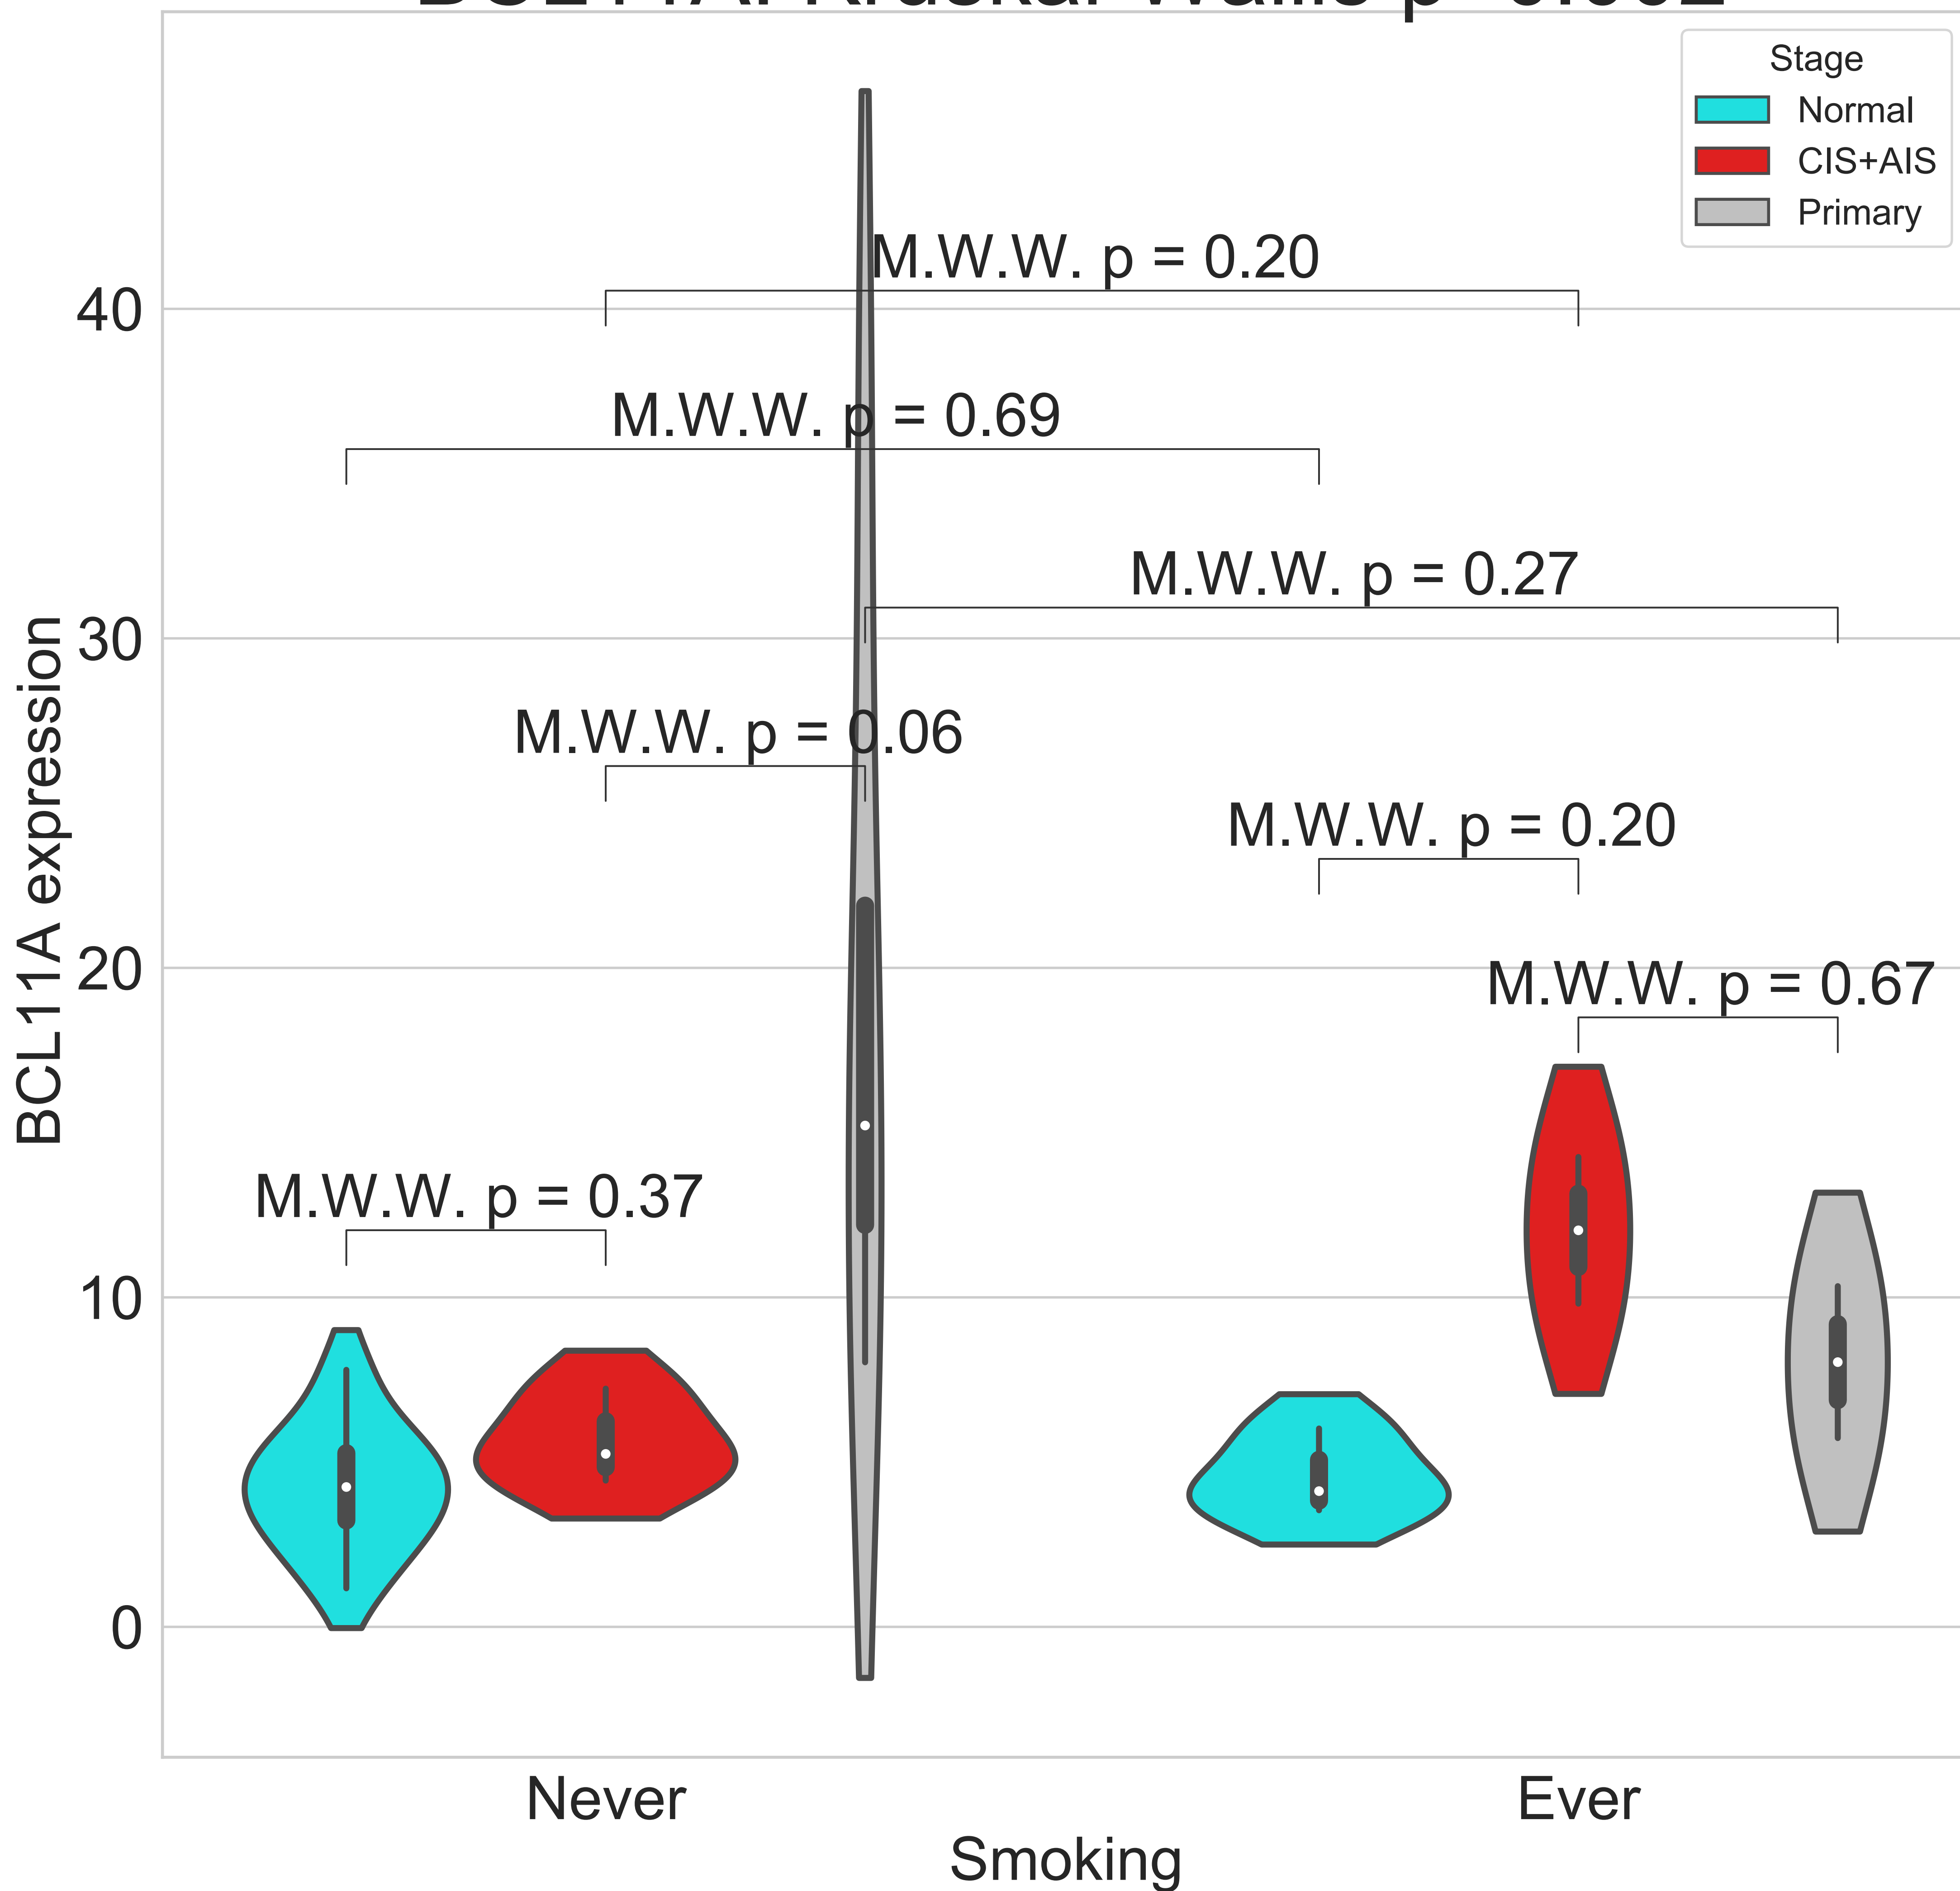 Stage
Normal
CIS+AIS
Primary
M.W.W. p = 0.20
40
M.W.W. p = 0.69
M.W.W. p = 0.27
30
M.W.W. p = 0.06
M.W.W. p = 0.20
20
M.W.W. p = 0.67
M.W.W. p = 0.37
10
0
BCL11A expression
Never
Ever
Smoking